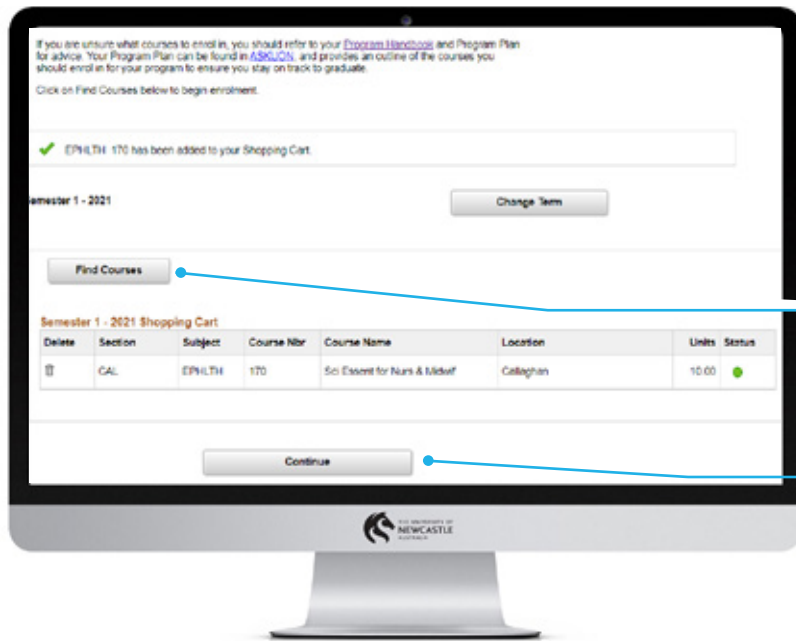 If you are unsure what courses to enrol in, you should refer to your Program Handbook and Program Plan
for advice. Your Program Plan can be found in ASKUON, and provides an outline of the courses you
should enrol in for your program to ensure you stay on track to graduate.
Click on Find Courses below to begin enrolment.
EPHLTH 170 has been added to your Shopping Cart.
Semester 1 - 2021 Change Term
Find Courses
Semester 1 - 2021 Shopping Cart
Delete Section Subject Course Nbr Course Name Location Units Status
CAL EPHLTH 170 Sci Essent for Nurs & Midwif Callaghan 10.00
Continue
THE UNIVERSITY OF
NEWCASTLE
AUSTRALIA